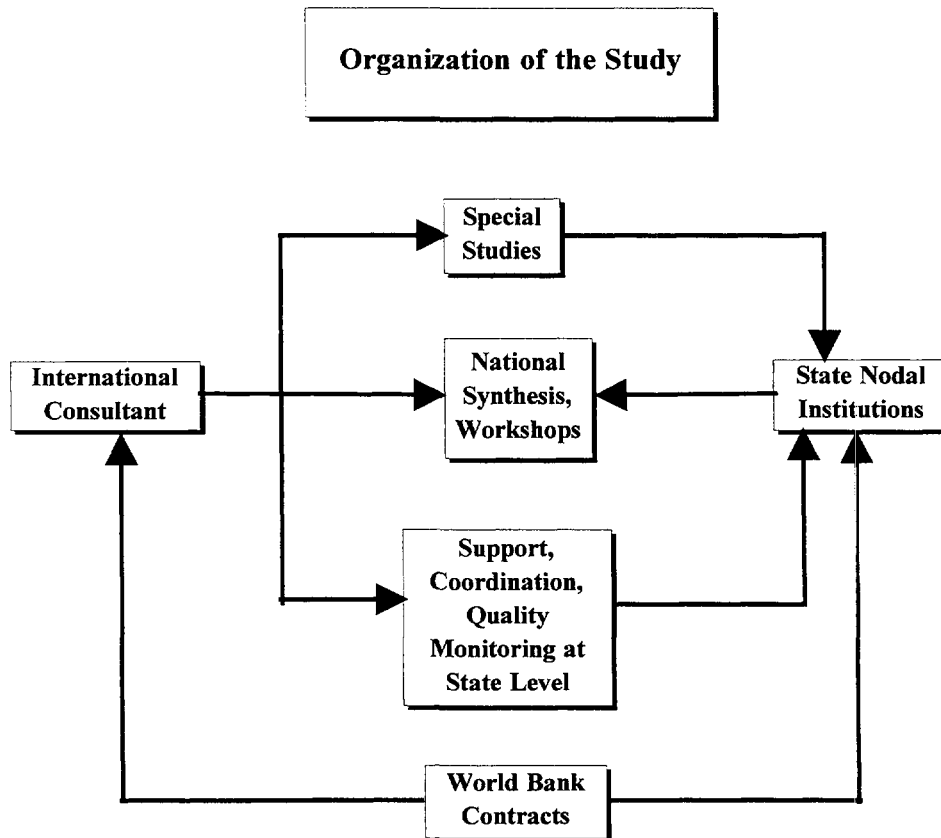 Organization of the Study
Special
Studies
International
Consultant
National
Synthesis,
Workshops
State Nodal
Institutions
Support,
Coordination,
Quality
Monitoring at
State Level
World Bank
Contracts